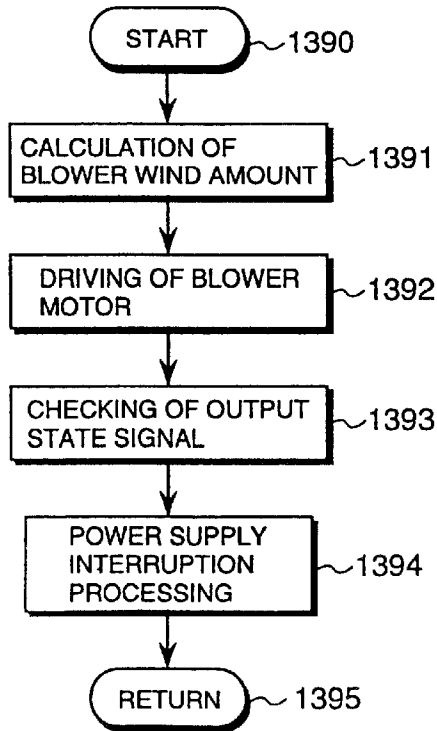 START
1390
CALCULATION OF
BLOWER WIND AMOUNT
1391
DRIVING OF BLOWER
MOTOR
1392
CHECKING OF OUTPUT
STATE SIGNAL
1393
POWER SUPPLY
INTERRUPTION
PROCESSING
1394
RETURN
1395